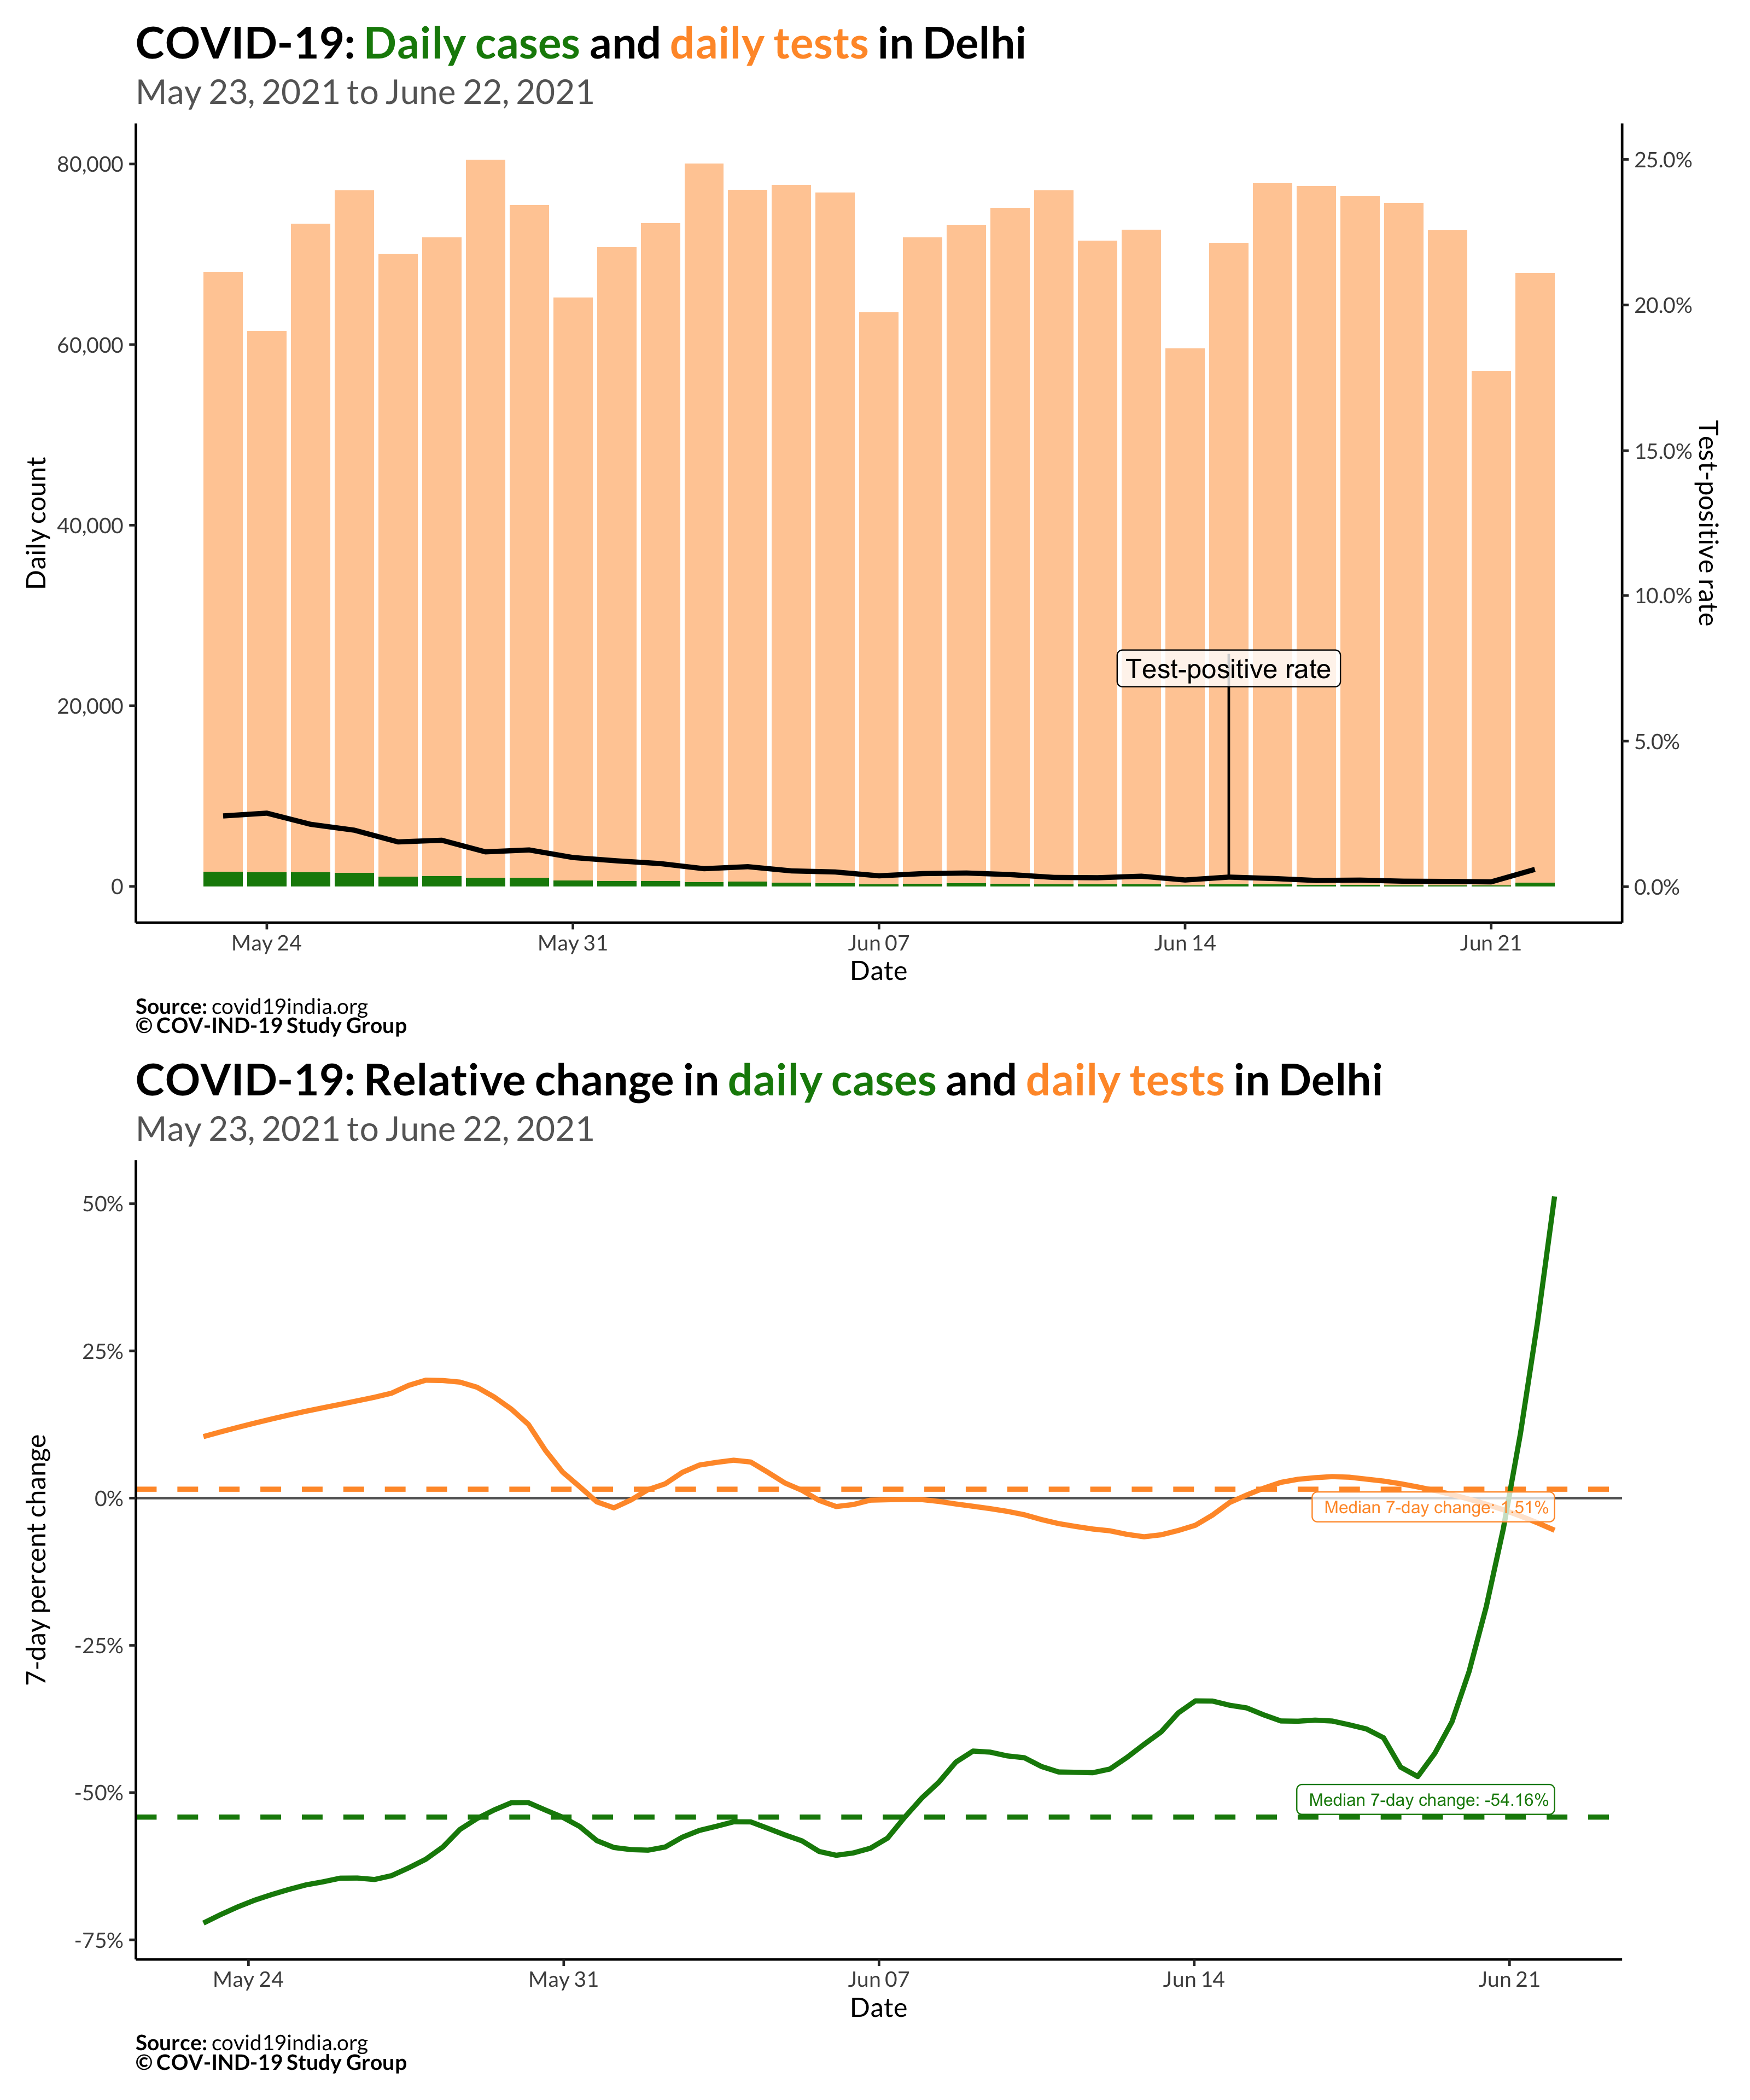 COVID-19: Daily cases and daily tests in Delhi
May 23, 2021 to June 22, 2021
80,000
60,000
40,000
20,000
0
Daily count
25.0%
20.0%
15.0%
10.0%
5.0%
0.0%
Test-positive rate
Test-positive rate
May 24
May 31
Jun 07
Jun 14
Jun 21
Date
Source: covid19india.org
© COV-IND-19 Study Group
COVID-19: Relative change in daily cases and daily tests in Delhi
May 23, 2021 to June 22, 2021
50%
25%
0%
-25%
-50%
-75%
7-day percent change
Median 7-day change: 1.51%
Median 7-day change: -54.16%
May 24
May 31
Jun 07
Jun 14
Jun 21
Date
Source: covid19india.org
© COV-IND-19 Study Group